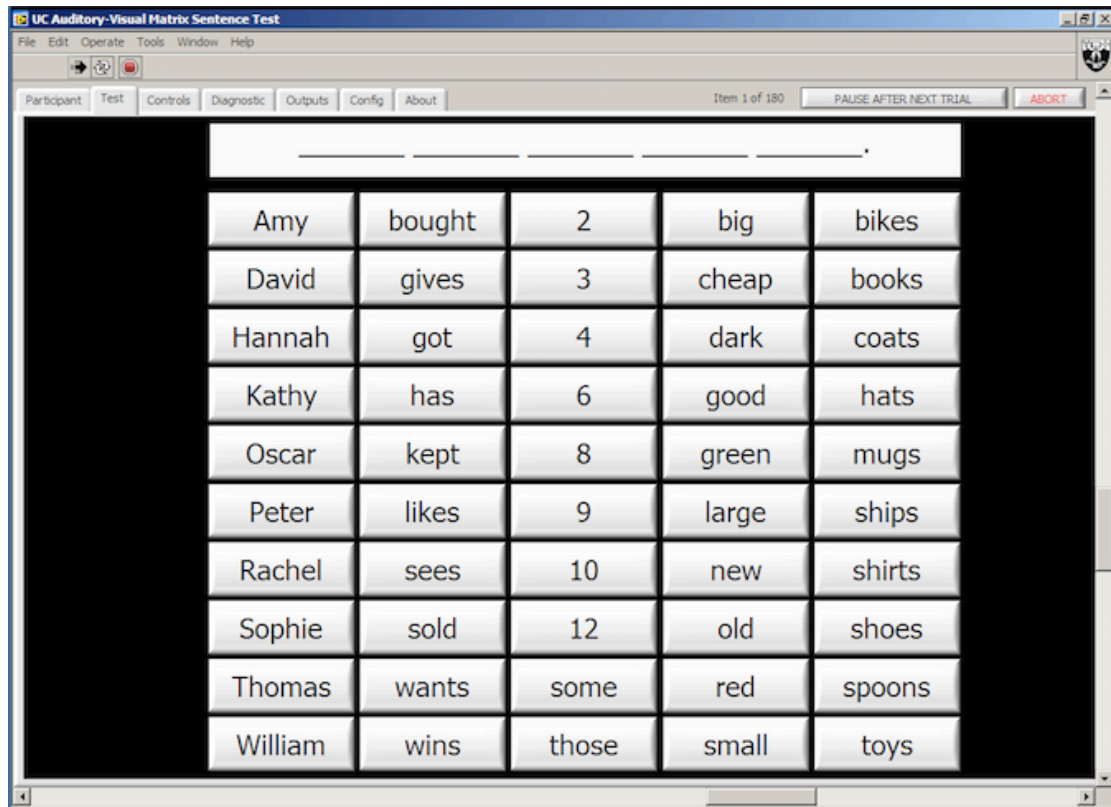 UC Auditory-Visual Matrix Sentence Test
File Edit Operate Tools Window Help
Participant Test Controls Diagnostic Outputs Config About Item 1 of 180 PAUSE AFTER NEXT TRIAL ABORT
_______ _______ _______ _______ _______.
Amy bought 2 big bikes
David gives 3 cheap books
Hannah got 4 dark coats
Kathy has 6 good hats
Oscar kept 8 green mugs
Peter likes 9 large ships
Rachel sees 10 new shirts
Sophie sold 12 old shoes
Thomas wants some red spoons
William wins those small toys